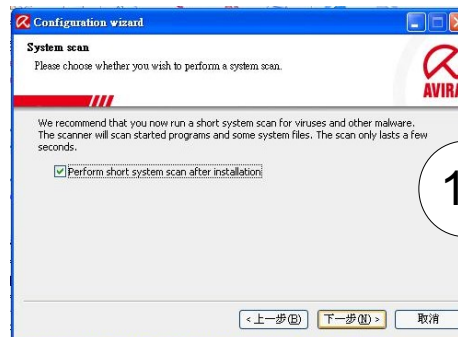 Configuration wizard
System scan
Please choose whether you wish to perform a system scan.
AVIRA
We recommend that you now run a short system scan for viruses and other malware.
The scanner will scan started programs and some system files. The scan only lasts a few
seconds.
Perform short system scan after installation
1
<上一步(B) 下一步(N)> 取消